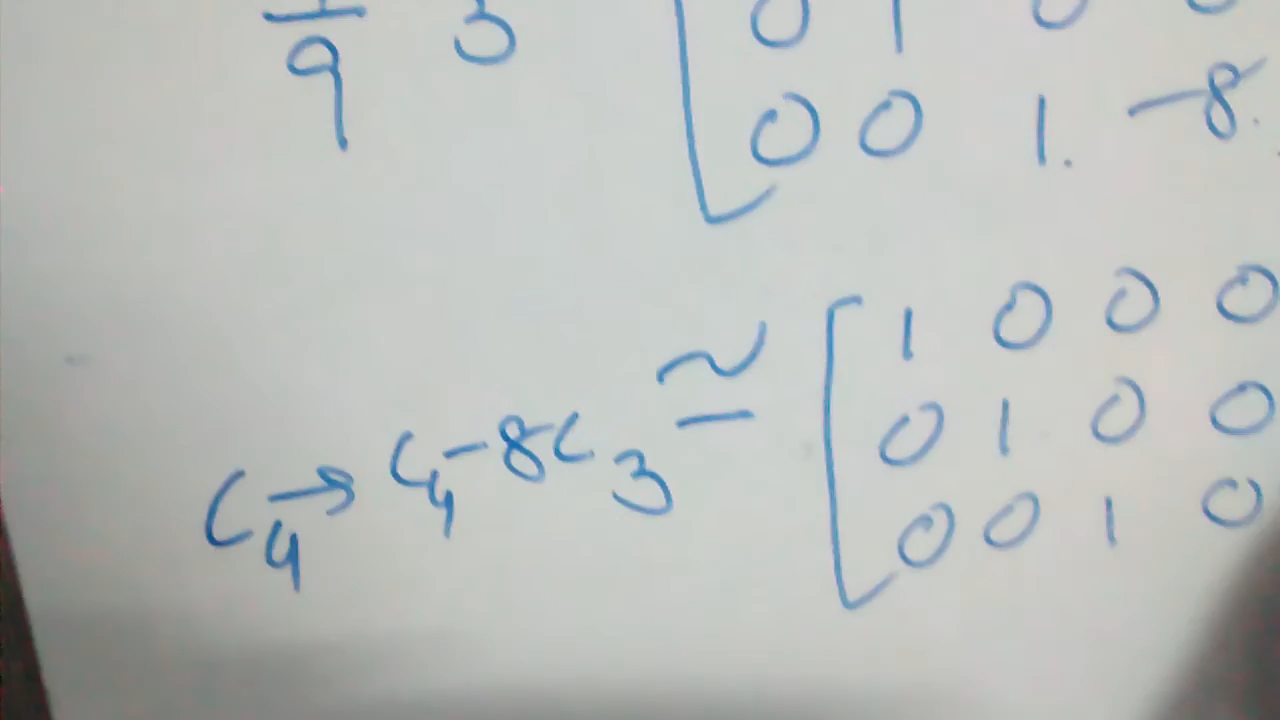 9 3 [ 0 1 0 0
0 0 1. -8.
≅ [ 1 0 0 0
0 1 0 0
C4 → C4 - 8C3
0 0 1 0